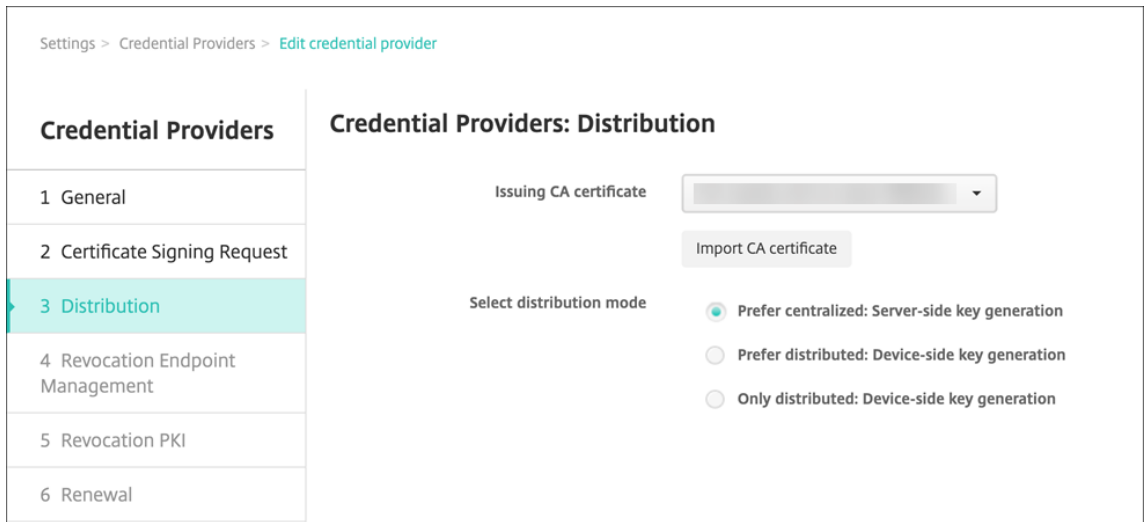 Settings > Credential Providers > Edit credential provider
Credential Providers
1 General
2 Certificate Signing Request
3 Distribution
4 Revocation Endpoint
Management
5 Revocation PKI
6 Renewal
Credential Providers: Distribution
Issuing CA certificate
Import CA certificate
Select distribution mode
Prefer centralized: Server-side key generation
Prefer distributed: Device-side key generation
Only distributed: Device-side key generation